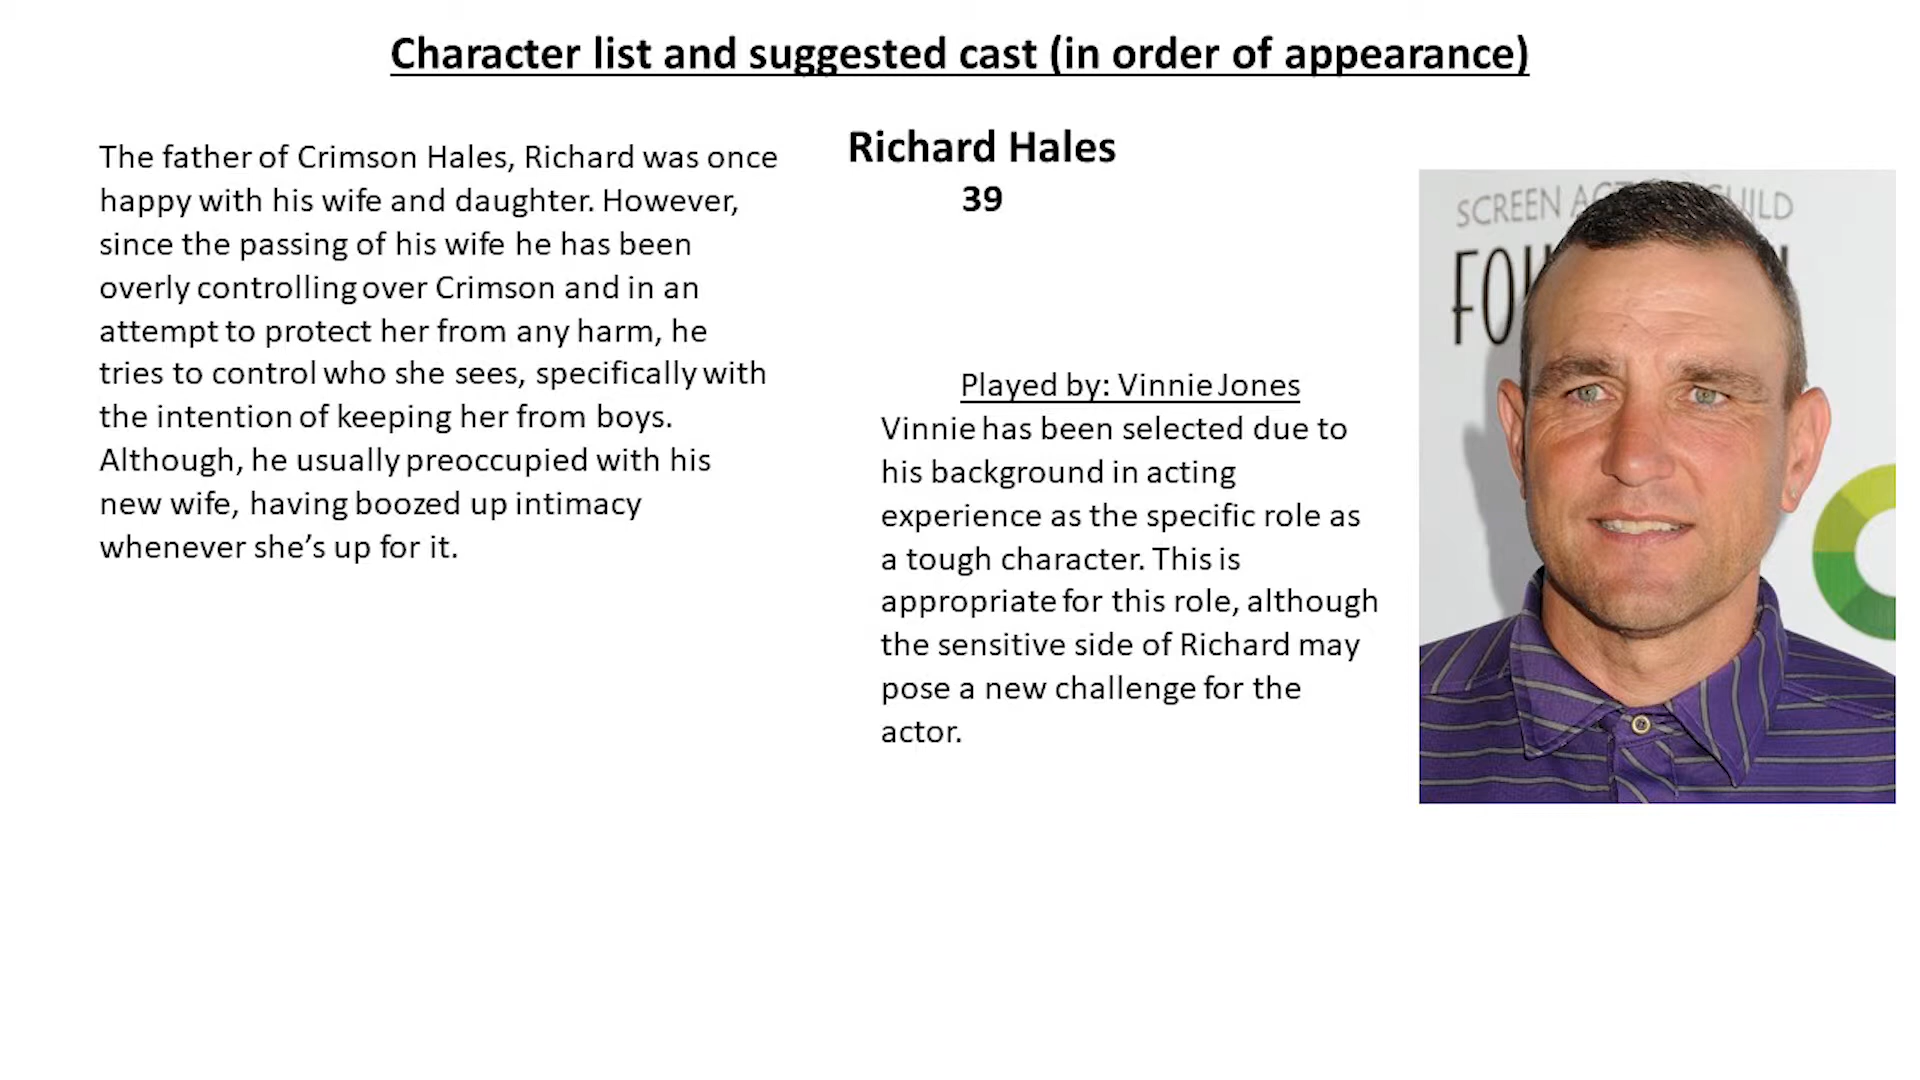 Character list and suggested cast (in order of appearance)
The father of Crimson Hales, Richard was once
happy with his wife and daughter. However,
since the passing of his wife he has been
overly controlling over Crimson and in an
attempt to protect her from any harm, he
tries to control who she sees, specifically with
the intention of keeping her from boys.
Although, he usually preoccupied with his
new wife, having boozed up intimacy
whenever she’s up for it.
Richard Hales
39
Played by: Vinnie Jones
Vinnie has been selected due to
his background in acting
experience as the specific role as
a tough character. This is
appropriate for this role, although
the sensitive side of Richard may
pose a new challenge for the
actor.
SCREEN AC UILD
FOU N